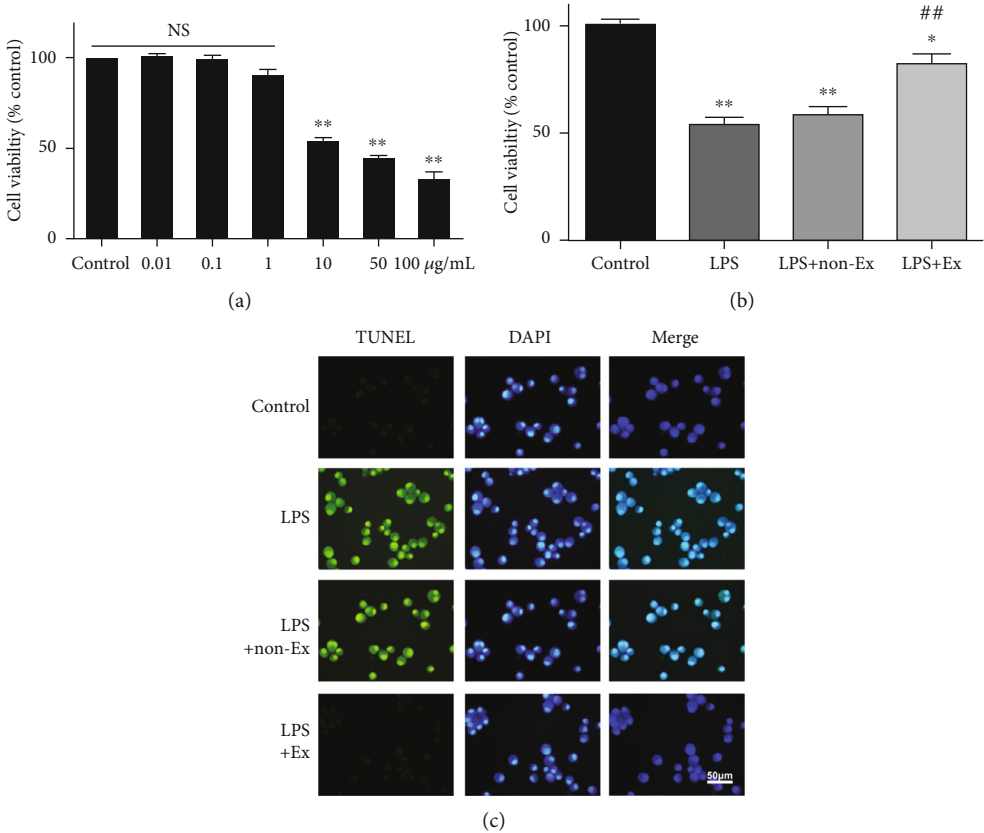 NS
Cell viabiltiy (% control)
100
50
0
** ** **
Control 0.01 0.1 1 10 50 100 μg/mL
(a)
Cell viabiltiy (% control)
100
50
0
** ** ## *
Control LPS LPS+non-Ex LPS+Ex
(b)
TUNEL DAPI Merge
Control
LPS
LPS
+non-Ex
LPS
+Ex
50μm
(c)